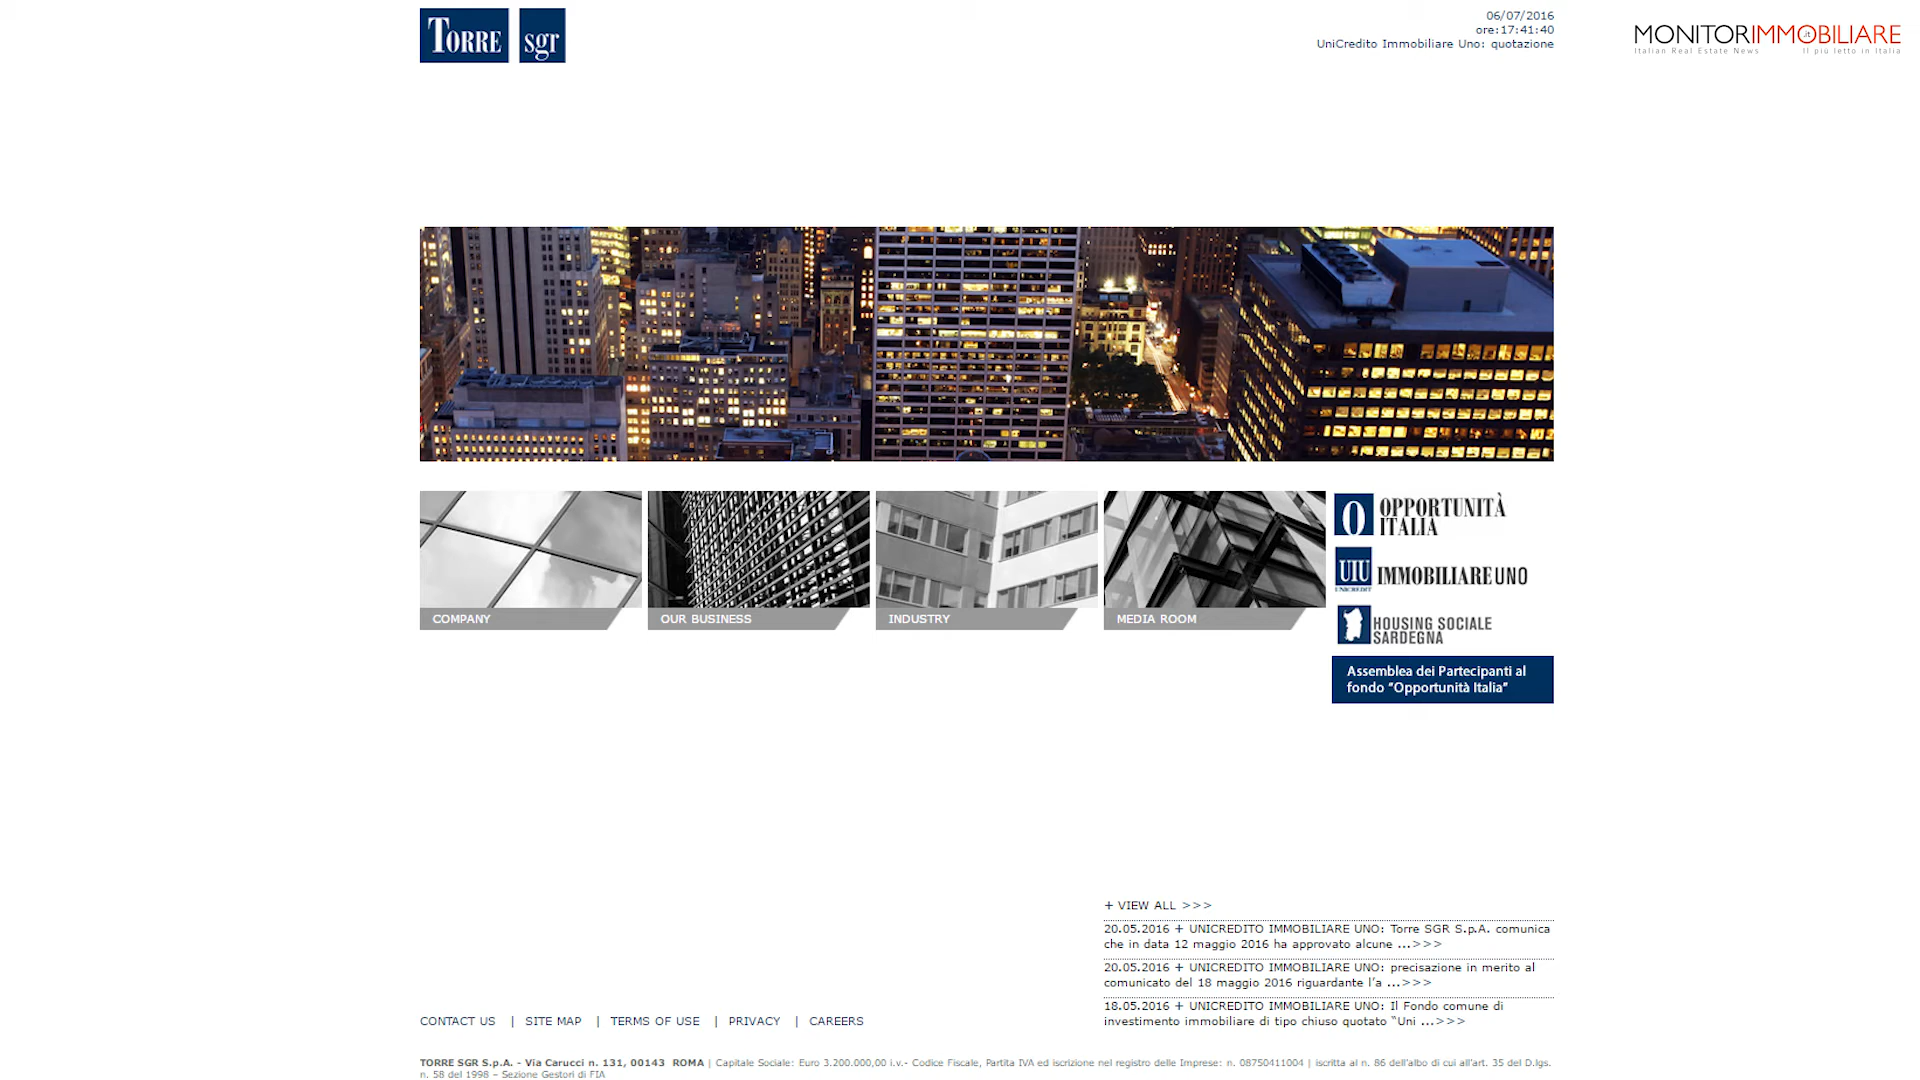 TORRE sgr
06/07/2016
ore:17:41:40
UniCredito Immobiliare Uno: quotazione
MONITORIMMOBILIARE
.it
Italian Real Estate News Il più letto in Italia
COMPANY
OUR BUSINESS
INDUSTRY
MEDIA ROOM
O OPPORTUNITÀ
ITALIA
UIU IMMOBILIARE UNO
UNICREDIT
HOUSING SOCIALE
SARDEGNA
Assemblea dei Partecipanti al
fondo “Opportunità Italia”
+ VIEW ALL >>>
20.05.2016 + UNICREDITO IMMOBILIARE UNO: Torre SGR S.p.A. comunica
che in data 12 maggio 2016 ha approvato alcune ...>>>
20.05.2016 + UNICREDITO IMMOBILIARE UNO: precisazione in merito al
comunicato del 18 maggio 2016 riguardante l’a ...>>>
18.05.2016 + UNICREDITO IMMOBILIARE UNO: Il Fondo comune di
investimento immobiliare di tipo chiuso quotato “Uni ...>>>
CONTACT US | SITE MAP | TERMS OF USE | PRIVACY | CAREERS
TORRE SGR S.p.A. - Via Carucci n. 131, 00143 ROMA | Capitale Sociale: Euro 3.200.000,00 i.v.- Codice Fiscale, Partita IVA ed iscrizione nel registro delle Imprese: n. 08750411004 | iscritta al n. 86 dell’albo di cui all’art. 35 del D.lgs.
n. 58 del 1998 – Sezione Gestori di FIA